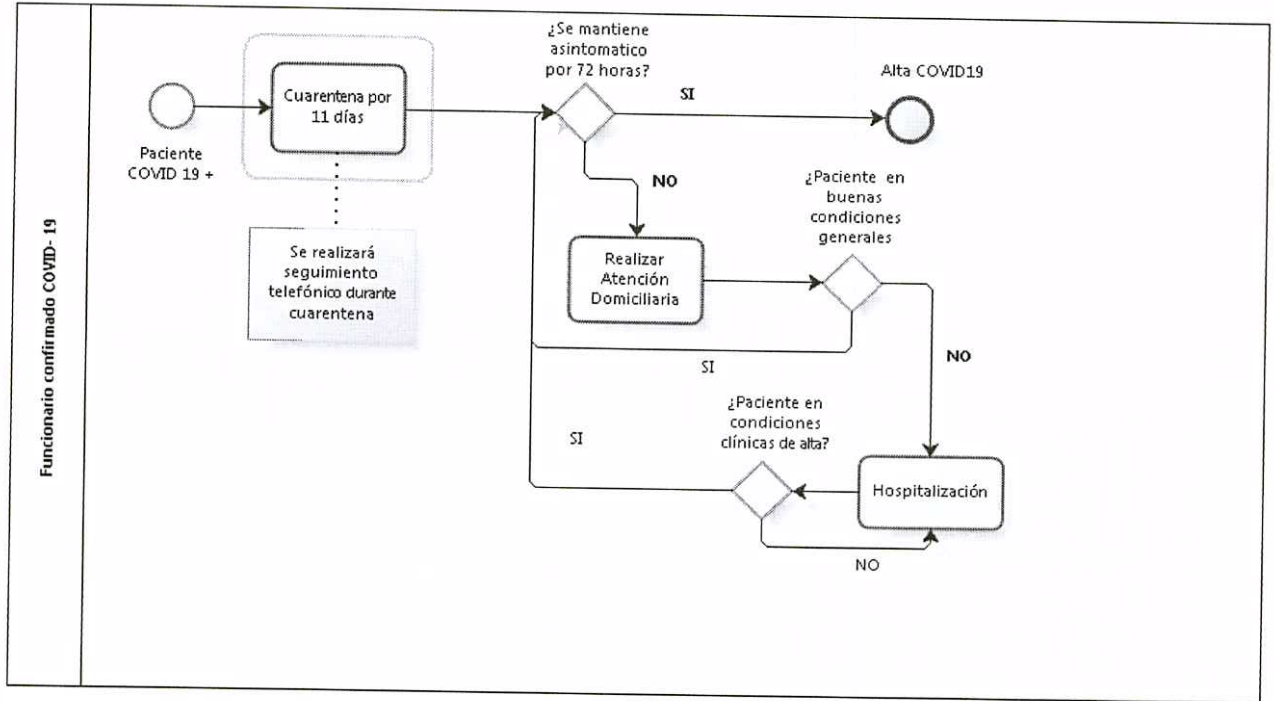 Funcionario confirmado COVID- 19
Paciente
COVID 19 +
Cuarentena por
11 días
Se realizará
seguimiento
telefónico durante
cuarentena
¿Se mantiene
asintomatico
por 72 horas?
SI
Alta COVID19
NO
Realizar
Atención
Domiciliaria
¿Paciente en
buenas
condiciones
generales
SI
NO
Hospitalización
¿Paciente en
condiciones
clínicas de alta?
SI
NO